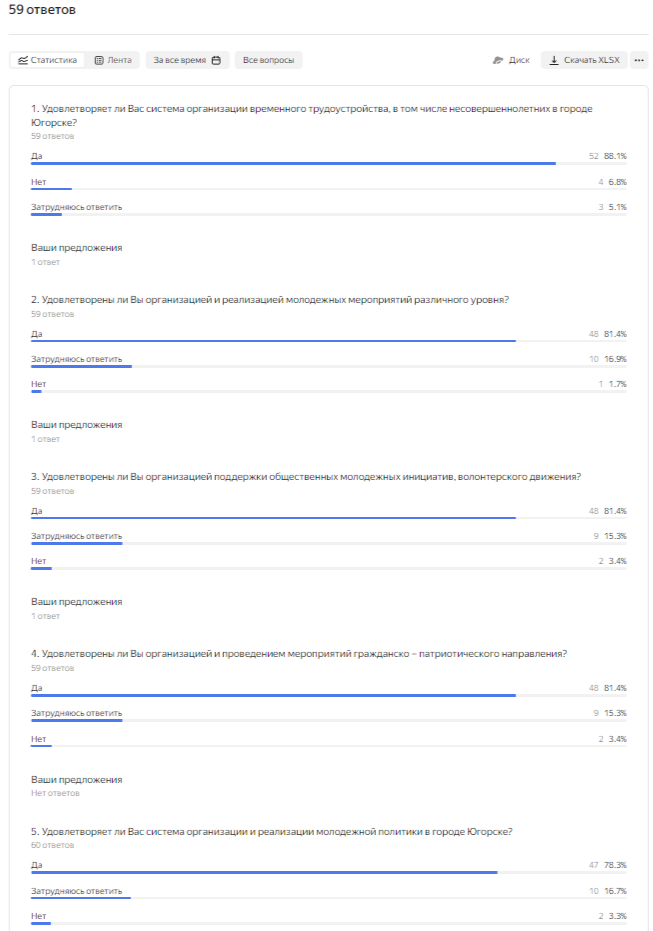 59 ответов
Статистика Лента За все время Все вопросы Диск Скачать XLSX
1. Удовлетворяет ли Вас система организации временного трудоустройства, в том числе несовершеннолетних в городе
Югорске?
59 ответов
Да 52 88.1%
Нет 4 6.8%
Затрудняюсь ответить 3 5.1%
Ваши предложения
1 ответ
2. Удовлетворены ли Вы организацией и реализацией молодежных мероприятий различного уровня?
59 ответов
Да 48 81.4%
Затрудняюсь ответить 10 16.9%
Нет 1 1.7%
Ваши предложения
1 ответ
3. Удовлетворены ли Вы организацией поддержки общественных молодежных инициатив, волонтерского движения?
59 ответов
Да 48 81.4%
Затрудняюсь ответить 9 15.3%
Нет 2 3.4%
Ваши предложения
1 ответ
4. Удовлетворены ли Вы организацией и проведением мероприятий гражданско – патриотического направления?
59 ответов
Да 48 81.4%
Затрудняюсь ответить 9 15.3%
Нет 2 3.4%
Ваши предложения
Нет ответов
5. Удовлетворяет ли Вас система организации и реализации молодежной политики в городе Югорске?
60 ответов
Да 47 78.3%
Затрудняюсь ответить 10 16.7%
Нет 2 3.3%